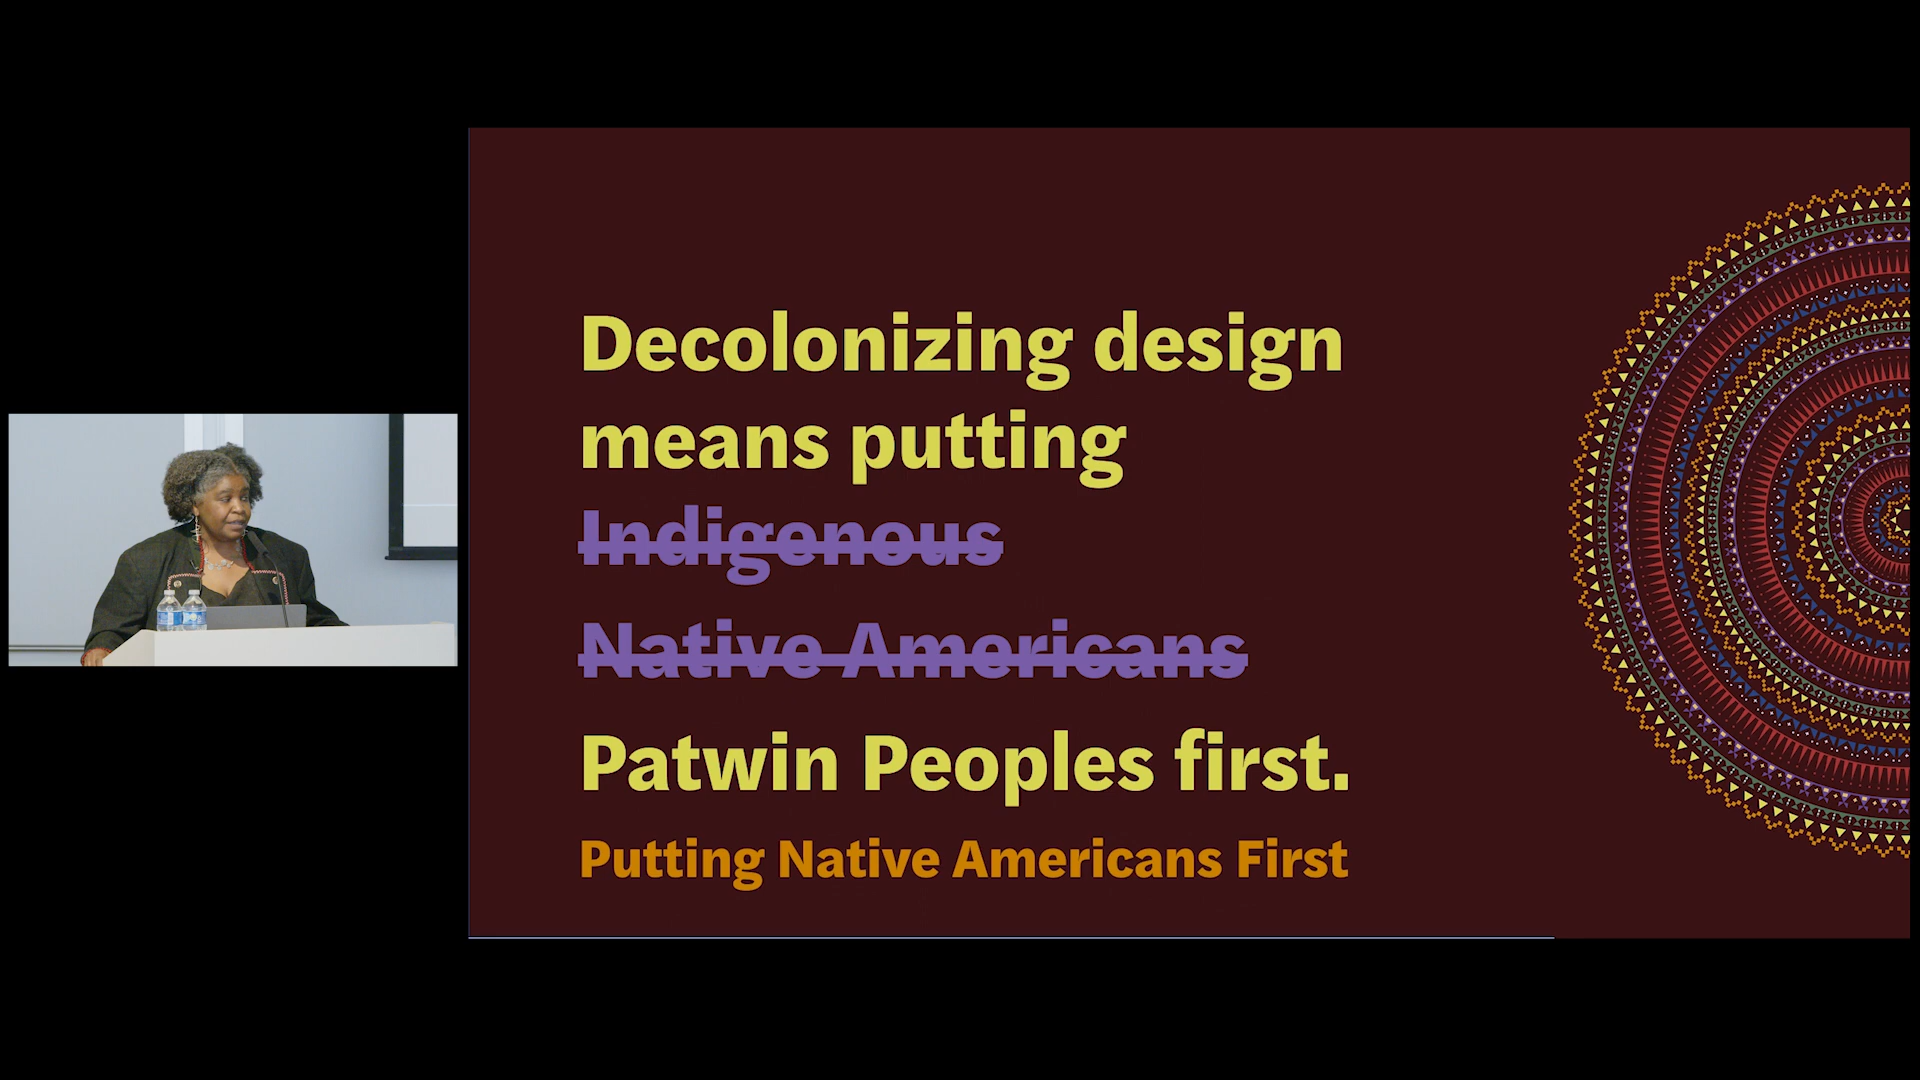 Decolonizing design
means putting
Indigenous
Native Americans
Patwin Peoples first.
Putting Native Americans First